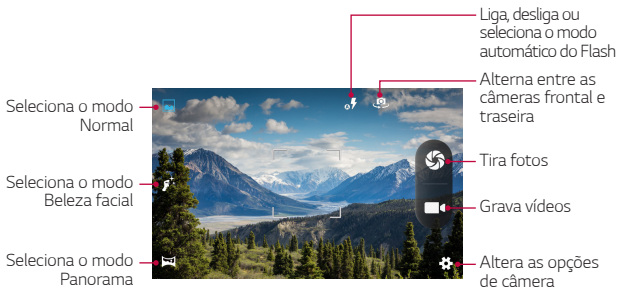 Liga, desliga ou
seleciona o modo
automático do Flash
Alterna entre as
câmeras frontal e
traseira
Seleciona o modo
Normal
Tira fotos
Seleciona o modo
Beleza facial
Grava vídeos
Seleciona o modo
Panorama
Altera as opções
de câmera